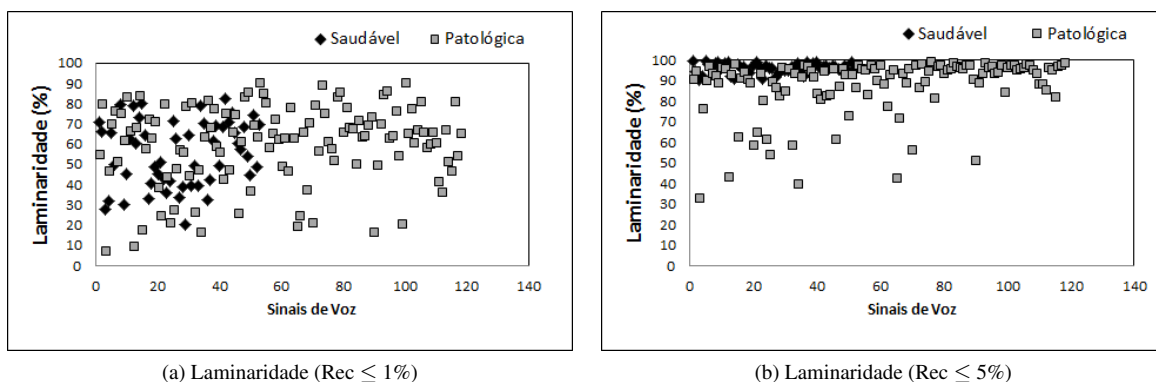 Saudável Patológica
Laminaridade (%)
100
90
80
70
60
50
40
30
20
10
0
0 20 40 60 80 100 120 140
Sinais de Voz
(a) Laminaridade (Rec ≤ 1%)
Saudável Patológica
Laminaridade (%)
100
90
80
70
60
50
40
30
20
10
0
0 20 40 60 80 100 120 140
Sinais de Voz
(b) Laminaridade (Rec ≤ 5%)